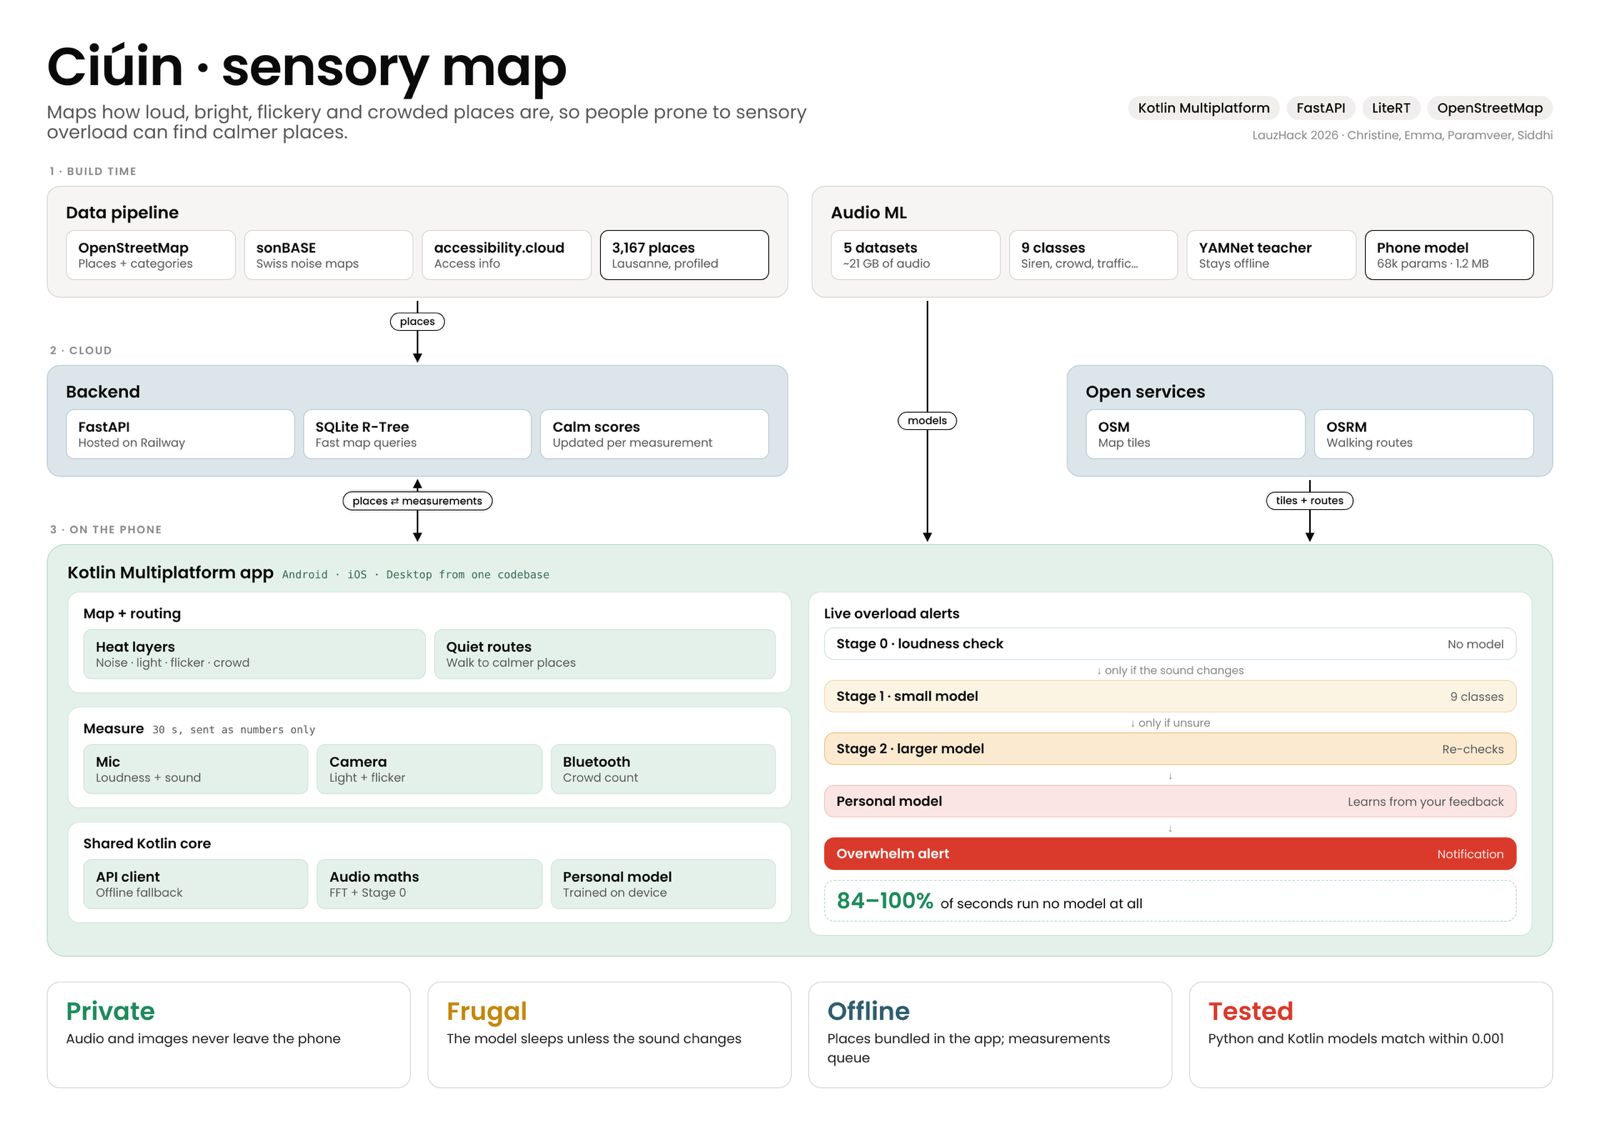 Ciúin · sensory map
Maps how loud, bright, flickery and crowded places are, so people prone to sensory
overload can find calmer places.
Kotlin Multiplatform
FastAPI
LiteRT
OpenStreetMap
LauzHack 2026 · Christine, Emma, Paramveer, Siddhi
1 · BUILD TIME
Data pipeline
OpenStreetMap
Places + categories
sonBASE
Swiss noise maps
accessibility.cloud
Access info
3,167 places
Lausanne, profiled
Audio ML
5 datasets
~21 GB of audio
9 classes
Siren, crowd, traffic…
YAMNet teacher
Stays offline
Phone model
68k params · 1.2 MB
places
2 · CLOUD
Backend
FastAPI
Hosted on Railway
SQLite R-Tree
Fast map queries
Calm scores
Updated per measurement
models
Open services
OSM
Map tiles
OSRM
Walking routes
places ⇄ measurements
tiles + routes
3 · ON THE PHONE
Kotlin Multiplatform app Android · iOS · Desktop from one codebase
Map + routing
Heat layers
Noise · light · flicker · crowd
Quiet routes
Walk to calmer places
Measure 30 s, sent as numbers only
Mic
Loudness + sound
Camera
Light + flicker
Bluetooth
Crowd count
Shared Kotlin core
API client
Offline fallback
Audio maths
FFT + Stage 0
Personal model
Trained on device
Live overload alerts
Stage 0 · loudness check No model
↓ only if the sound changes
Stage 1 · small model 9 classes
↓ only if unsure
Stage 2 · larger model Re-checks
↓
Personal model Learns from your feedback
↓
Overwhelm alert Notification
84–100% of seconds run no model at all
Private
Audio and images never leave the phone
Frugal
The model sleeps unless the sound changes
Offline
Places bundled in the app; measurements
queue
Tested
Python and Kotlin models match within 0.001